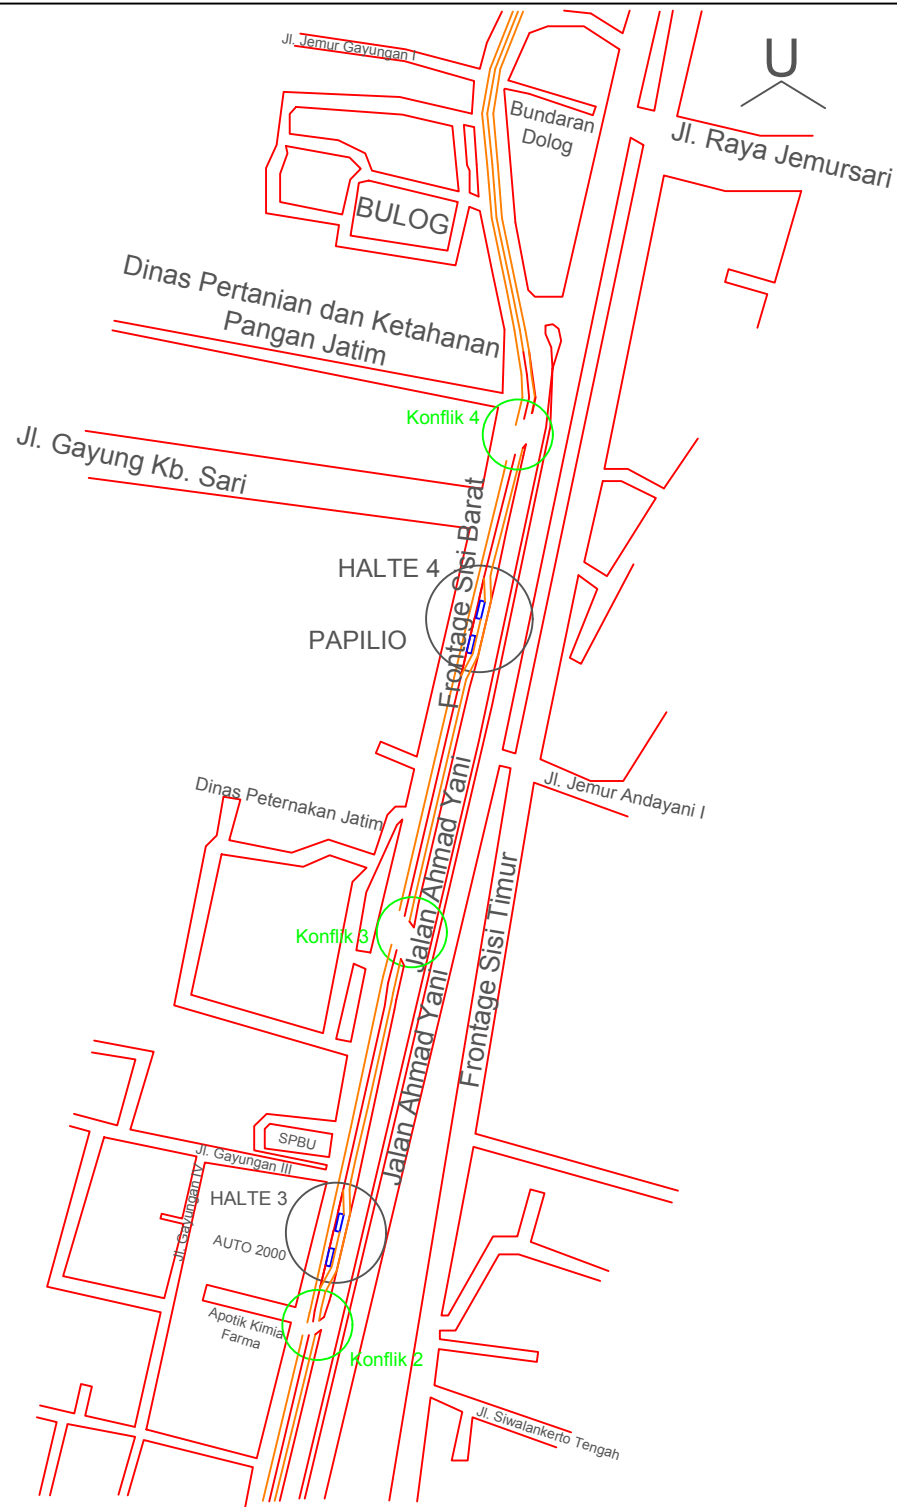 Jl. Jemur Gayungan I
U
Bundaran
Dolog
Jl. Raya Jemursari
BULOG
Dinas Pertanian dan Ketahanan
Pangan Jatim
Konflik 4
Jl. Gayung Kb. Sari
Frontage Sisi Barat
HALTE 4
PAPILIO
Jl. Jemur Andayani I
Dinas Peternakan Jatim
Jalan Ahmad Yani
Frontage Sisi Timur
Konflik 3
Jalan Ahmad Yani
SPBU
Jl. Gayungan III
Jl. Gayungan IV
HALTE 3
AUTO 2000
Apotik Kimia
Farma
Konflik 2
Jl. Siwalankerto Tengah